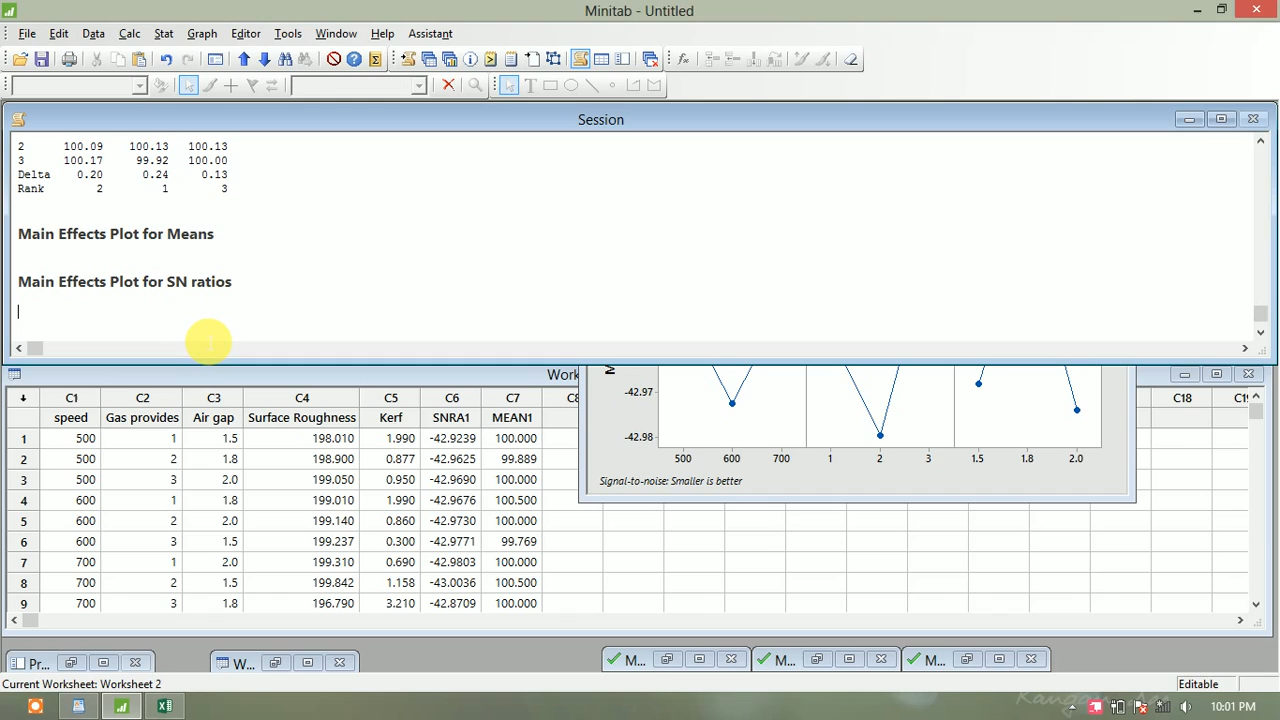 Minitab - Untitled
File Edit Data Calc Stat Graph Editor Tools Window Help Assistant
Session
2 100.09 100.13 100.13
3 100.17 99.92 100.00
Delta 0.20 0.24 0.13
Rank 2 1 3
Main Effects Plot for Means
Main Effects Plot for SN ratios
Work
C1 C2 C3 C4 C5 C6 C7 C8 C18 C19
speed Gas provides Air gap Surface Roughness Kerf SNRA1 MEAN1
1 500 1 1.5 198.010 1.990 -42.9239 100.000
2 500 2 1.8 198.900 0.877 -42.9625 99.889
3 500 3 2.0 199.050 0.950 -42.9690 100.000
4 600 1 1.8 199.010 1.990 -42.9676 100.500
5 600 2 2.0 199.140 0.860 -42.9730 100.000
6 600 3 1.5 199.237 0.300 -42.9771 99.769
7 700 1 2.0 199.310 0.690 -42.9803 100.000
8 700 2 1.5 199.842 1.158 -43.0036 100.500
9 700 3 1.8 196.790 3.210 -42.8709 100.000
M
-42.97
-42.98
500 600 700 1 2 3 1.5 1.8 2.0
Signal-to-noise: Smaller is better
Pr... W... M... M... M...
Current Worksheet: Worksheet 2
Editable
10:01 PM